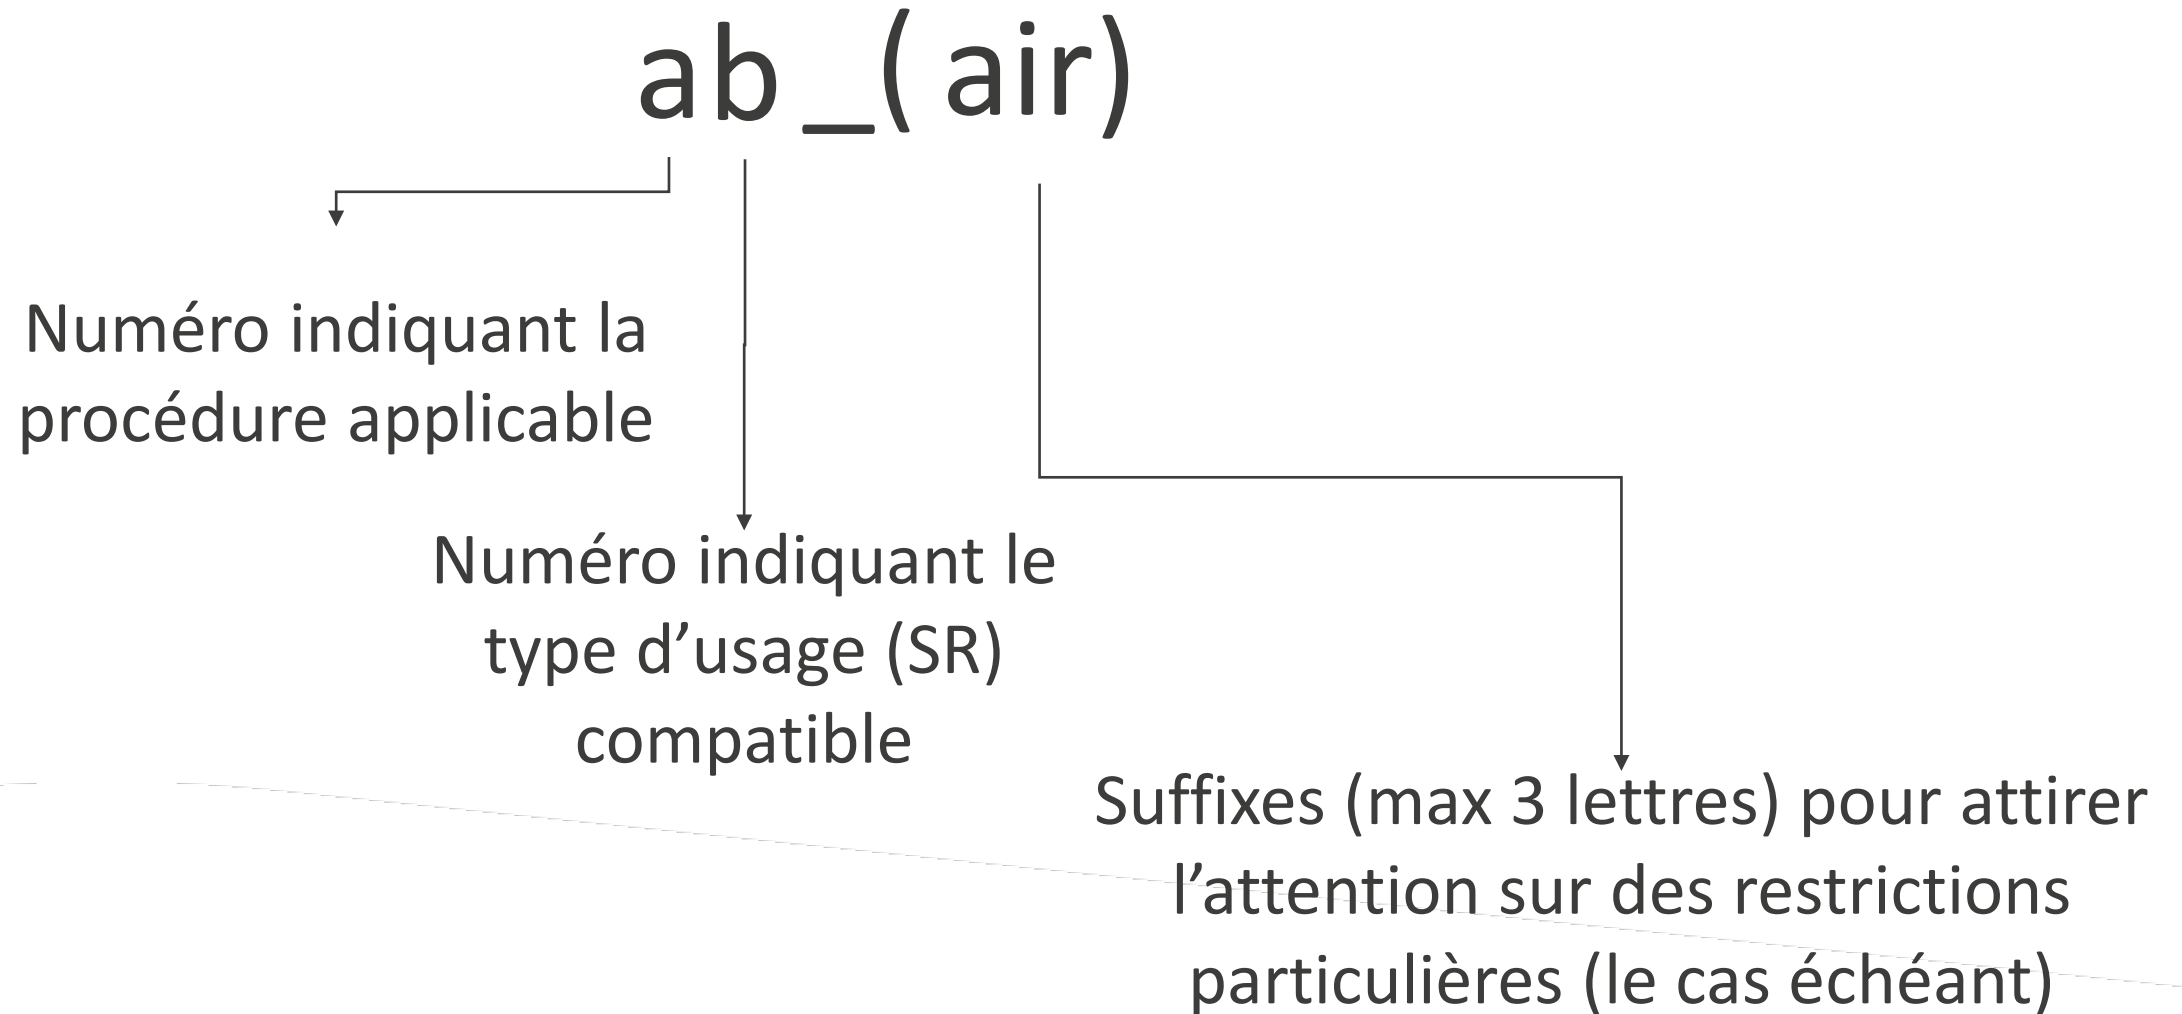 ab_(air)
Numéro indiquant la
procédure applicable
Numéro indiquant le
type d’usage (SR)
compatible
Suffixes (max 3 lettres) pour attirer
l’attention sur des restrictions
particulières (le cas échéant)